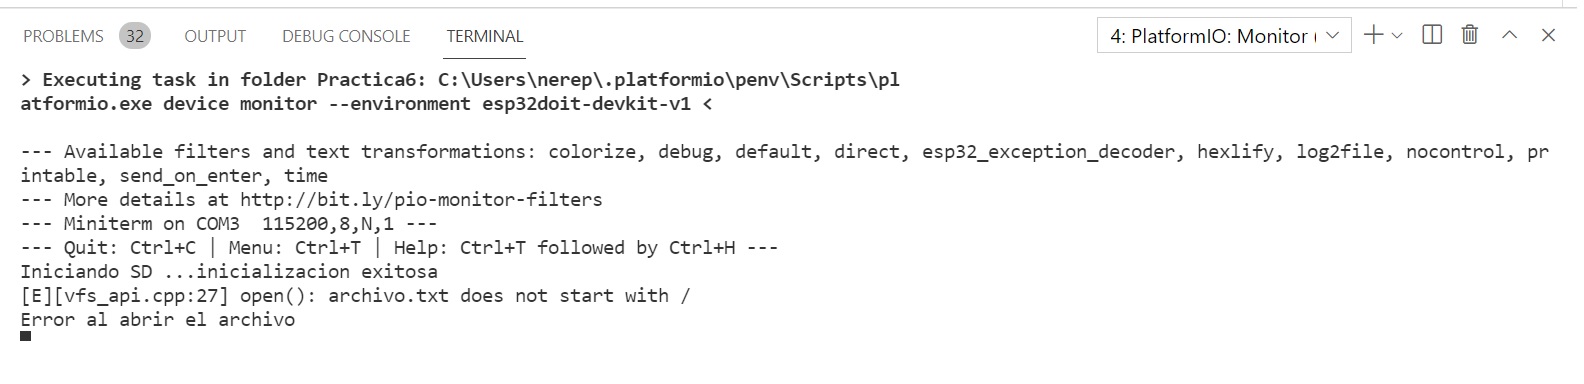 PROBLEMS 32 OUTPUT DEBUG CONSOLE TERMINAL 4: PlatformIO: Monitor (
> Executing task in folder Practica6: C:\Users\nerep\.platformio\penv\Scripts\pl
atformio.exe device monitor --environment esp32doit-devkit-v1 <
--- Available filters and text transformations: colorize, debug, default, direct, esp32_exception_decoder, hexlify, log2file, nocontrol, pr
intable, send_on_enter, time
--- More details at http://bit.ly/pio-monitor-filters
--- Miniterm on COM3  115200,8,N,1 ---
--- Quit: Ctrl+C | Menu: Ctrl+T | Help: Ctrl+T followed by Ctrl+H ---
Iniciando SD ...inicializacion exitosa
[E][vfs_api.cpp:27] open(): archivo.txt does not start with /
Error al abrir el archivo